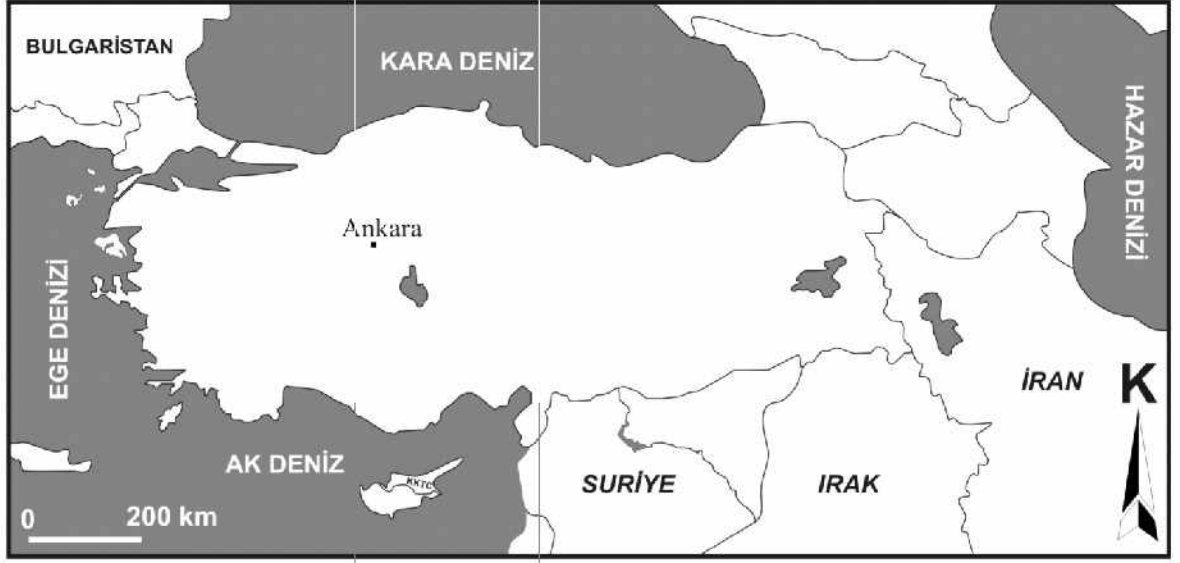 BULGARİSTAN
KARA DENİZ
HAZAR DENİZİ
Ankara
EGE DENİZİ
İRAN
K
AK DENİZ
KKTC
SURİYE
IRAK
0
200 km